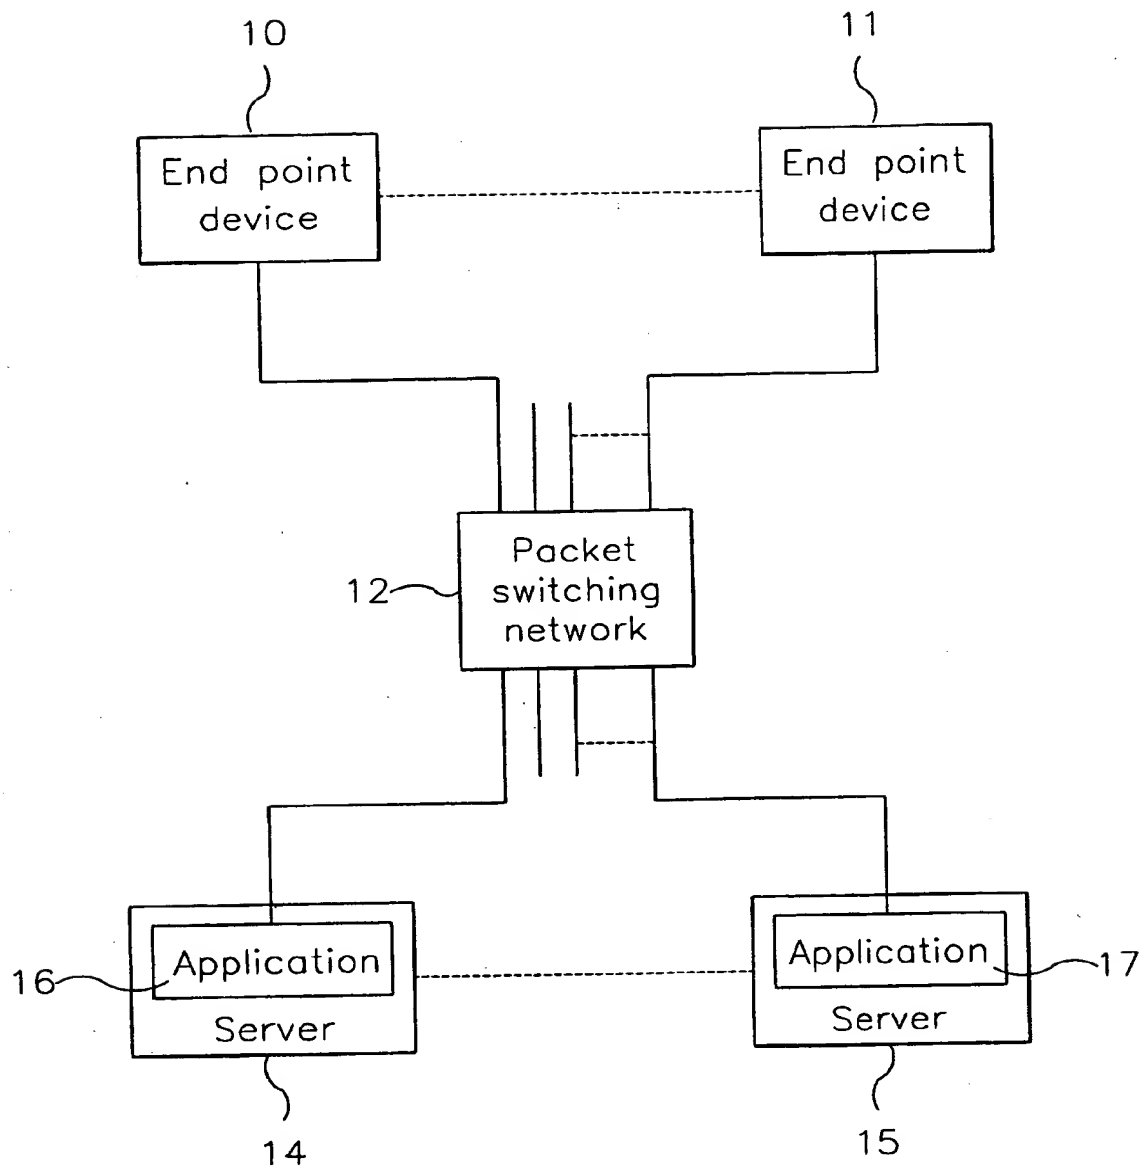 10
11
End point
device
End point
device
12
Packet
switching
network
16
Application
Server
Application
Server
17
14
15